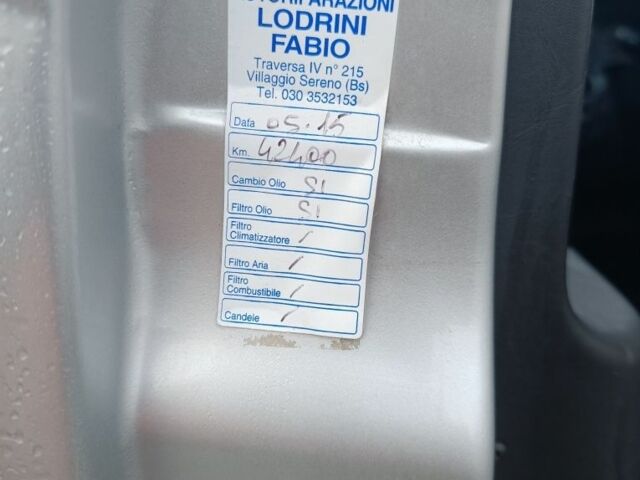 LODRINI
FABIO
Traversa IV n° 215
Villaggio Sereno (Bs)
Tel. 030 3532153
Data 05.15
Km. 42400
Cambio Olio SI
Filtro Olio SI
Filtro
Climatizzatore /
Filtro Aria /
Filtro
Combustibile /
Candele /